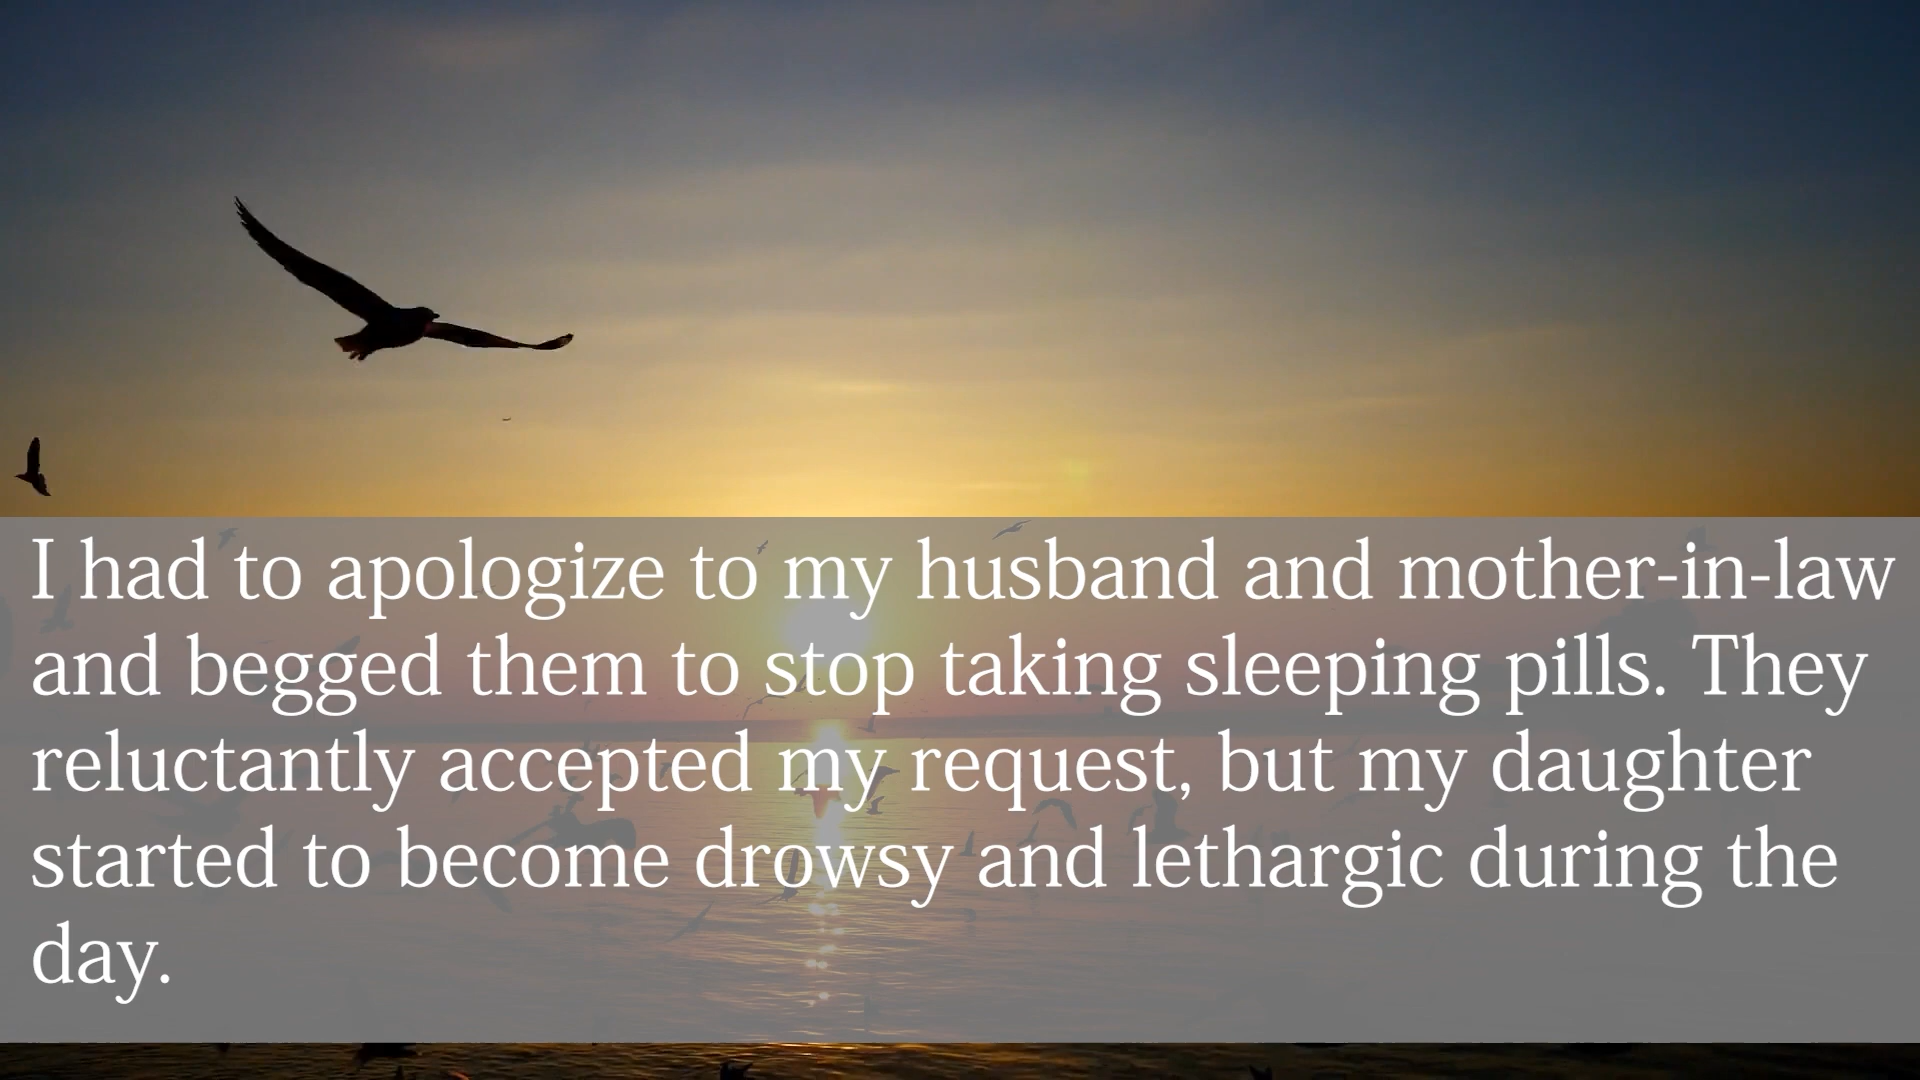 I had to apologize to my husband and mother-in-law
and begged them to stop taking sleeping pills. They
reluctantly accepted my request, but my daughter
started to become drowsy and lethargic during the
day.